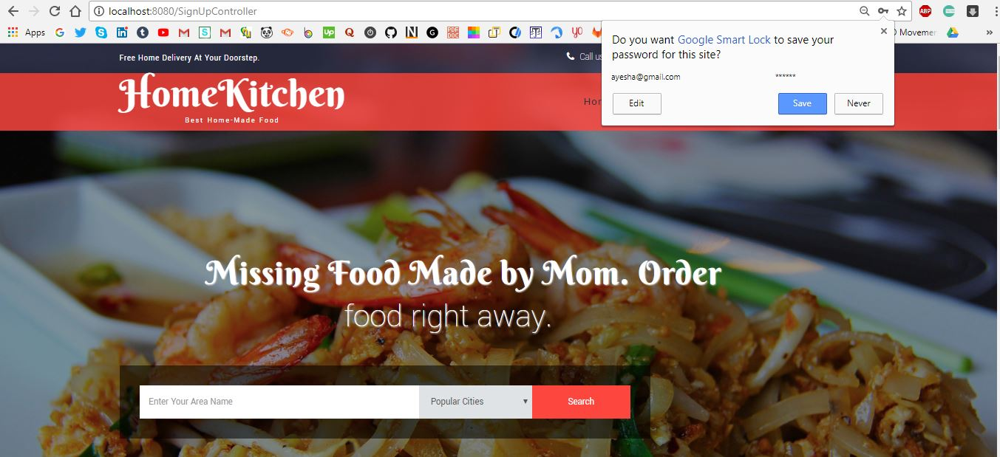 localhost:8080/SignUpController
Apps
Movemer
Do you want Google Smart Lock to save your
password for this site?
ayesha@gmail.com ******
Edit Save Never
Free Home Delivery At Your Doorstep.
Call us
HomeKitchen
Best Home-Made Food
Hor
Missing Food Made by Mom. Order
food right away.
Enter Your Area Name Popular Cities Search